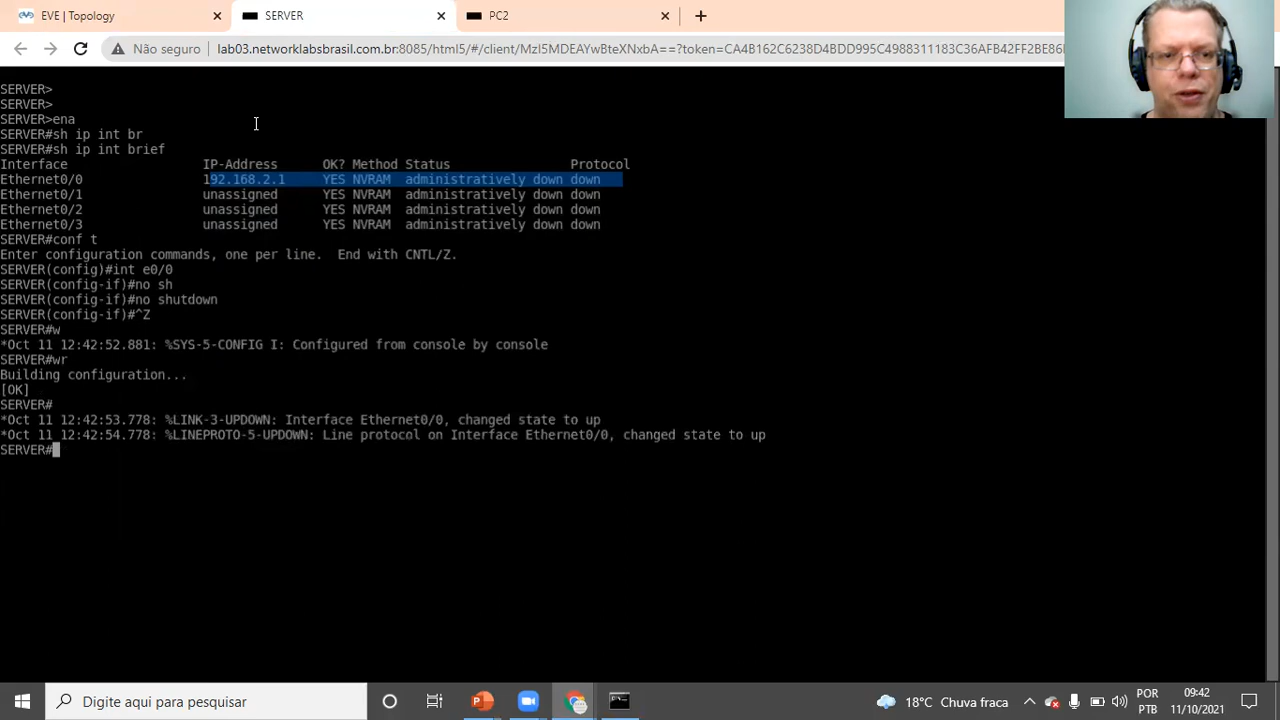 EVE | Topology
SERVER
PC2
Não seguro
lab03.networklabsbrasil.com.br:8085/html5/#/client/MzI5MDEAYwBteXNxbA==?token=CA4B162C6238D4BDD995C4988311183C36AFB42FF2BE86
SERVER>
SERVER>
SERVER>ena
SERVER#sh ip int br
SERVER#sh ip int brief
Interface IP-Address OK? Method Status Protocol
Ethernet0/0 192.168.2.1 YES NVRAM administratively down down
Ethernet0/1 unassigned YES NVRAM administratively down down
Ethernet0/2 unassigned YES NVRAM administratively down down
Ethernet0/3 unassigned YES NVRAM administratively down down
SERVER#conf t
Enter configuration commands, one per line. End with CNTL/Z.
SERVER(config)#int e0/0
SERVER(config-if)#no sh
SERVER(config-if)#no shutdown
SERVER(config-if)#^Z
SERVER#w
*Oct 11 12:42:52.881: %SYS-5-CONFIG I: Configured from console by console
SERVER#wr
Building configuration...
[OK]
SERVER#
*Oct 11 12:42:53.778: %LINK-3-UPDOWN: Interface Ethernet0/0, changed state to up
*Oct 11 12:42:54.778: %LINEPROTO-5-UPDOWN: Line protocol on Interface Ethernet0/0, changed state to up
SERVER#
Digite aqui para pesquisar
18°C Chuva fraca
POR
PTB
09:42
11/10/2021